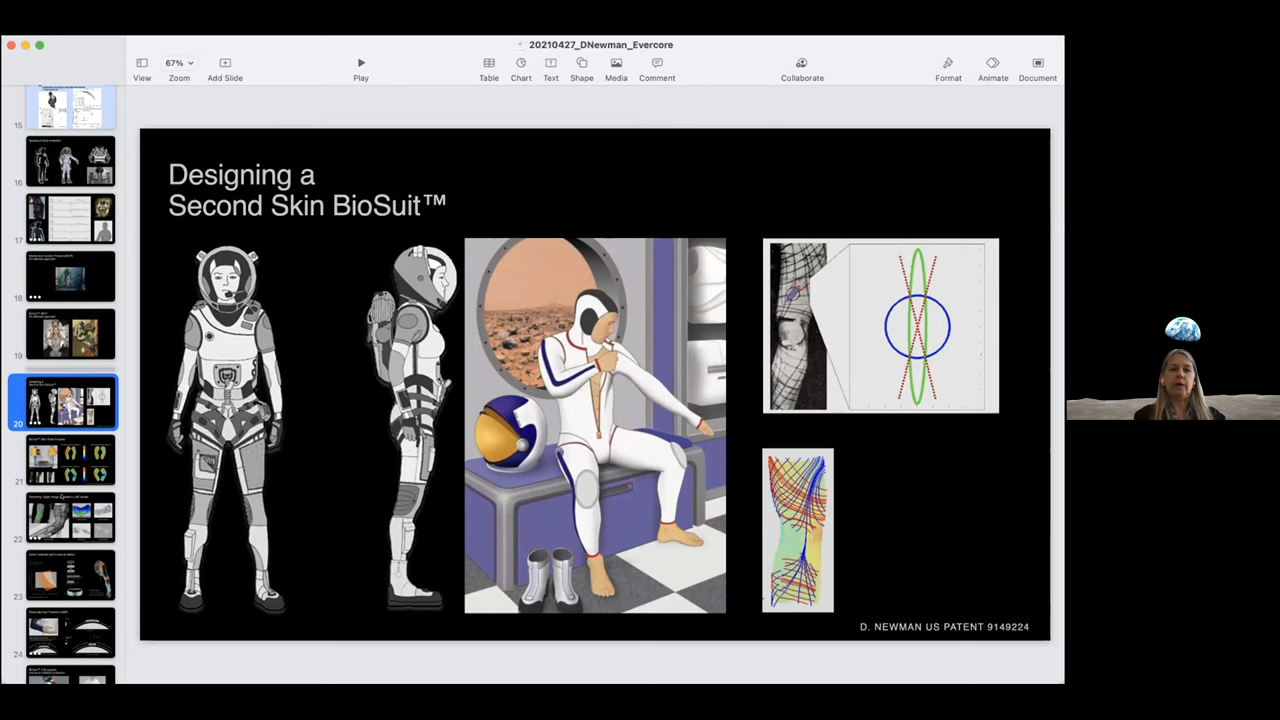 20210427_DNewman_Evercore
67%
View
Zoom
Add Slide
Play
Table
Chart
Text
Shape
Media
Comment
Collaborate
Format
Animate
Document
15
16
17
18
19
20
21
22
23
24
Designing a
Second Skin BioSuit™
D. NEWMAN US PATENT 9149224